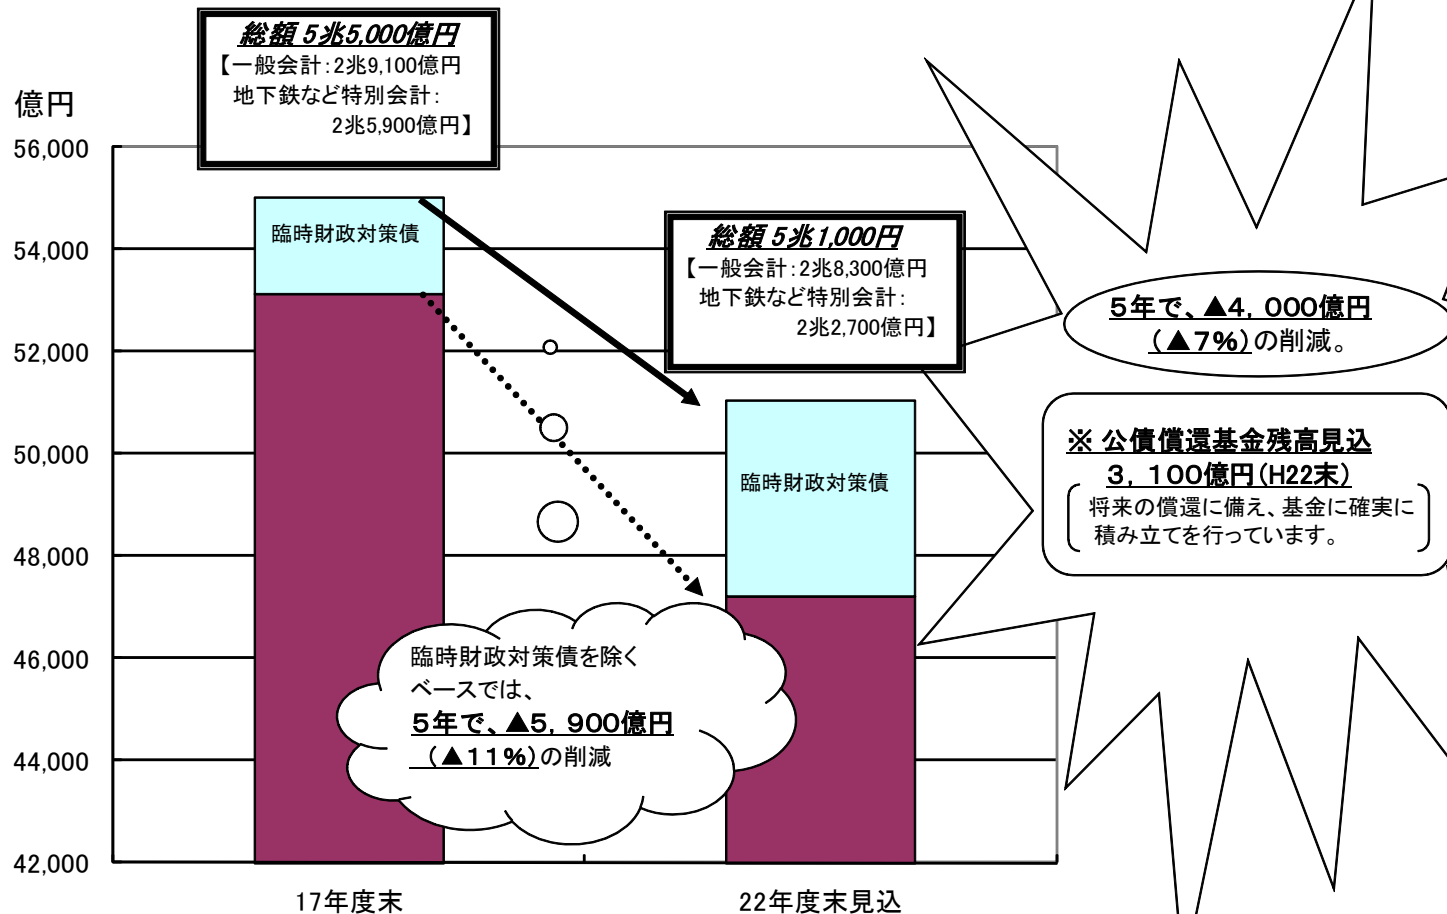 総額 5兆5,000億円
【一般会計:2兆9,100億円
地下鉄など特別会計:
2兆5,900億円】
億円
56,000
54,000
52,000
50,000
48,000
46,000
44,000
42,000
臨時財政対策債
総額 5兆1,000円
【一般会計:2兆8,300億円
地下鉄など特別会計:
2兆2,700億円】
臨時財政対策債
5年で、▲4,000億円
(▲7%)の削減。
※ 公債償還基金残高見込
3,100億円(H22末)
将来の償還に備え、基金に確実に
積み立てを行っています。
臨時財政対策債を除く
ベースでは、
5年で、▲5,900億円
(▲11%)の削減
17年度末
22年度末見込